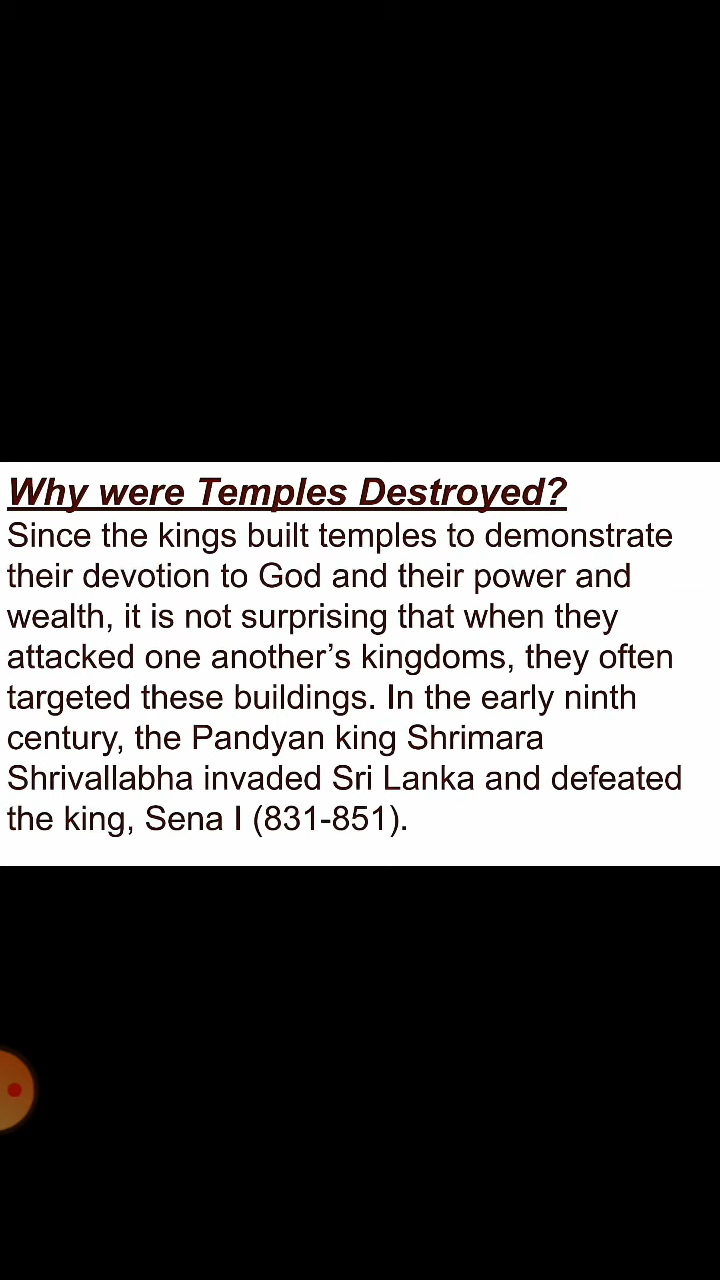 Why were Temples Destroyed?
Since the kings built temples to demonstrate
their devotion to God and their power and
wealth, it is not surprising that when they
attacked one another’s kingdoms, they often
targeted these buildings. In the early ninth
century, the Pandyan king Shrimara
Shrivallabha invaded Sri Lanka and defeated
the king, Sena I (831-851).